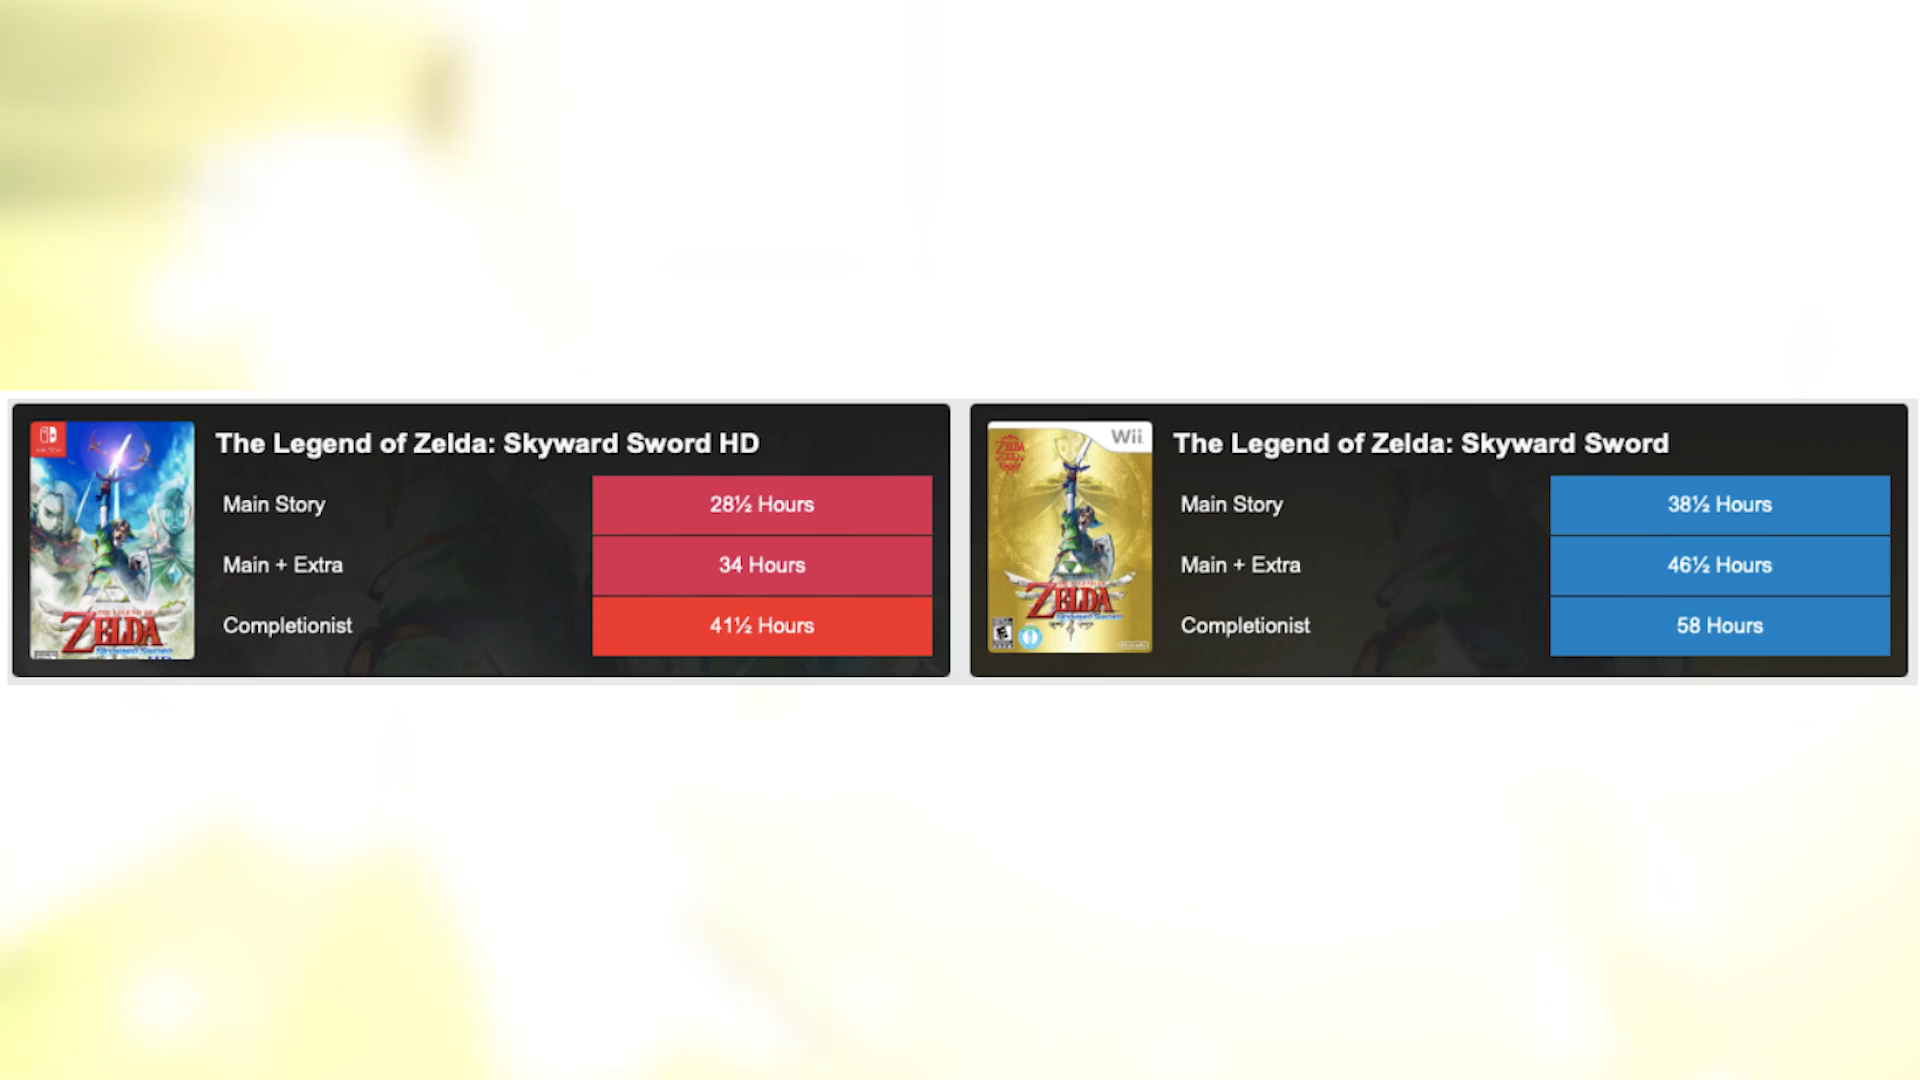 The Legend of Zelda: Skyward Sword HD
Main Story 28½ Hours
Main + Extra 34 Hours
Completionist 41½ Hours
ZELDA
Wii
The Legend of Zelda: Skyward Sword
Main Story 38½ Hours
Main + Extra 46½ Hours
Completionist 58 Hours
ZELDA
E